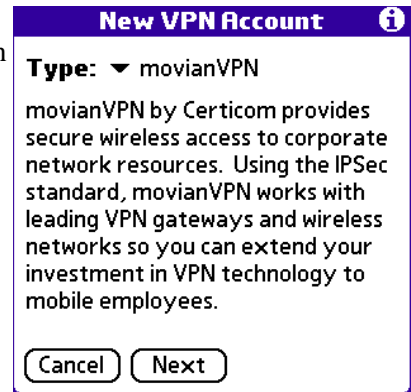 New VPN Account
Type: movianVPN
movianVPN by Certicom provides
secure wireless access to corporate
network resources. Using the IPSec
standard, movianVPN works with
leading VPN gateways and wireless
networks so you can extend your
investment in VPN technology to
mobile employees.
Cancel Next